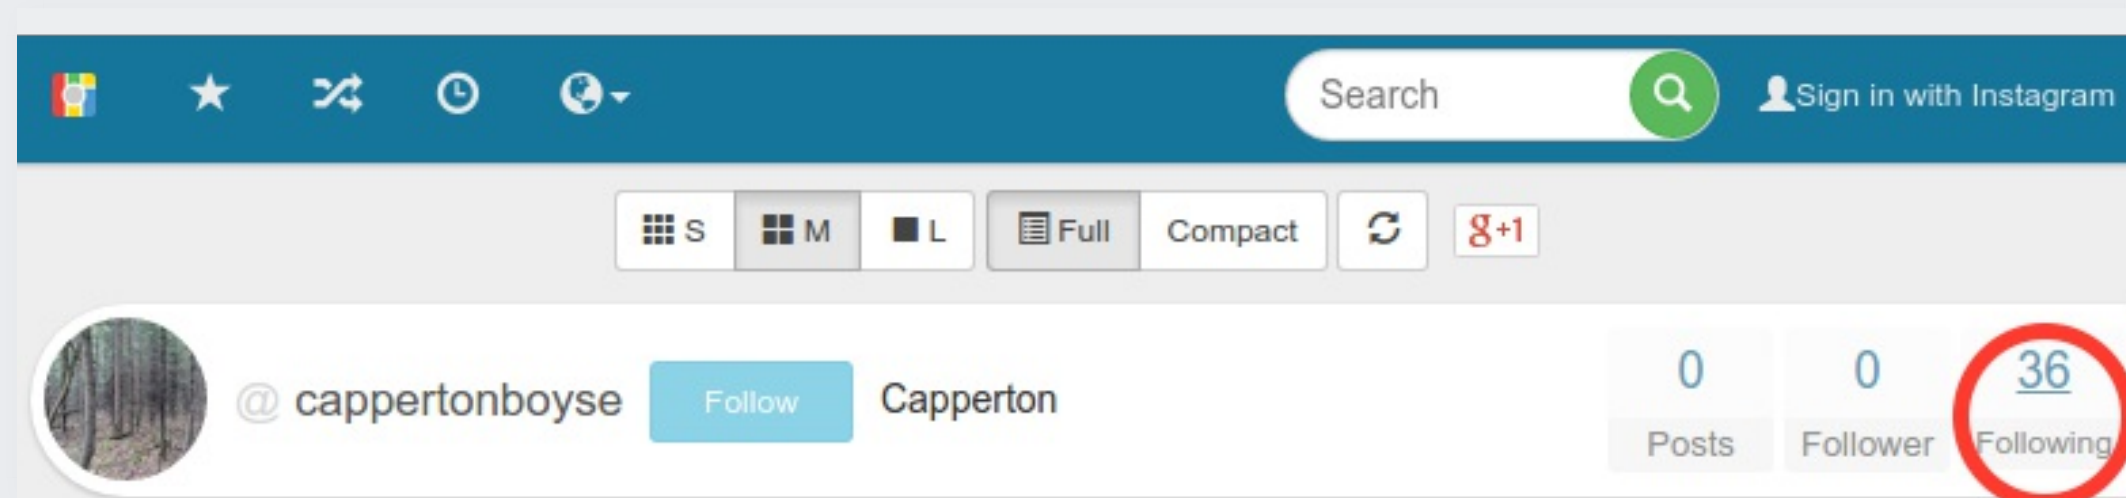 Search Sign in with Instagram
S M L Full Compact g+1
@ cappertonboyse Follow Capperton
0 0 36
Posts Follower Following